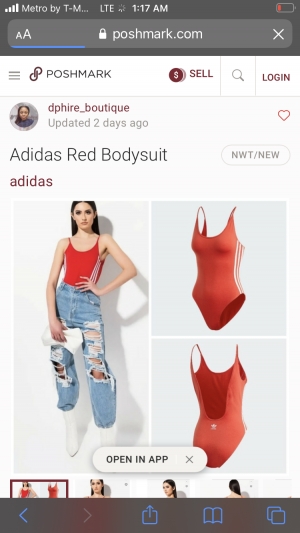 Metro by T-M... LTE 1:17 AM
AA poshmark.com
POSHMARK $ SELL LOGIN
dphire_boutique
Updated 2 days ago
Adidas Red Bodysuit NWT/NEW
adidas
OPEN IN APP ×